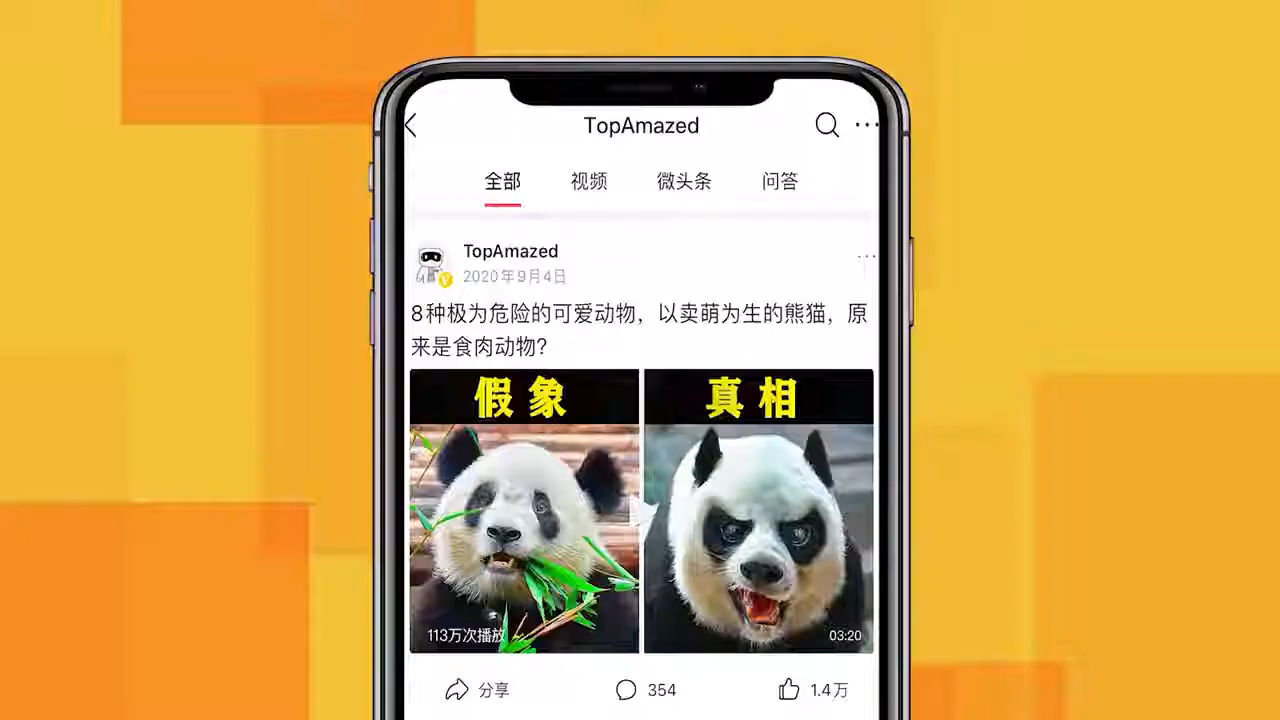 TopAmazed
全部 视频 微头条 问答
TopAmazed
2020年9月4日
8种极为危险的可爱动物，以卖萌为生的熊猫，原
来是食肉动物？
假象 真相
113万次播放 03:20
分享 354 1.4万